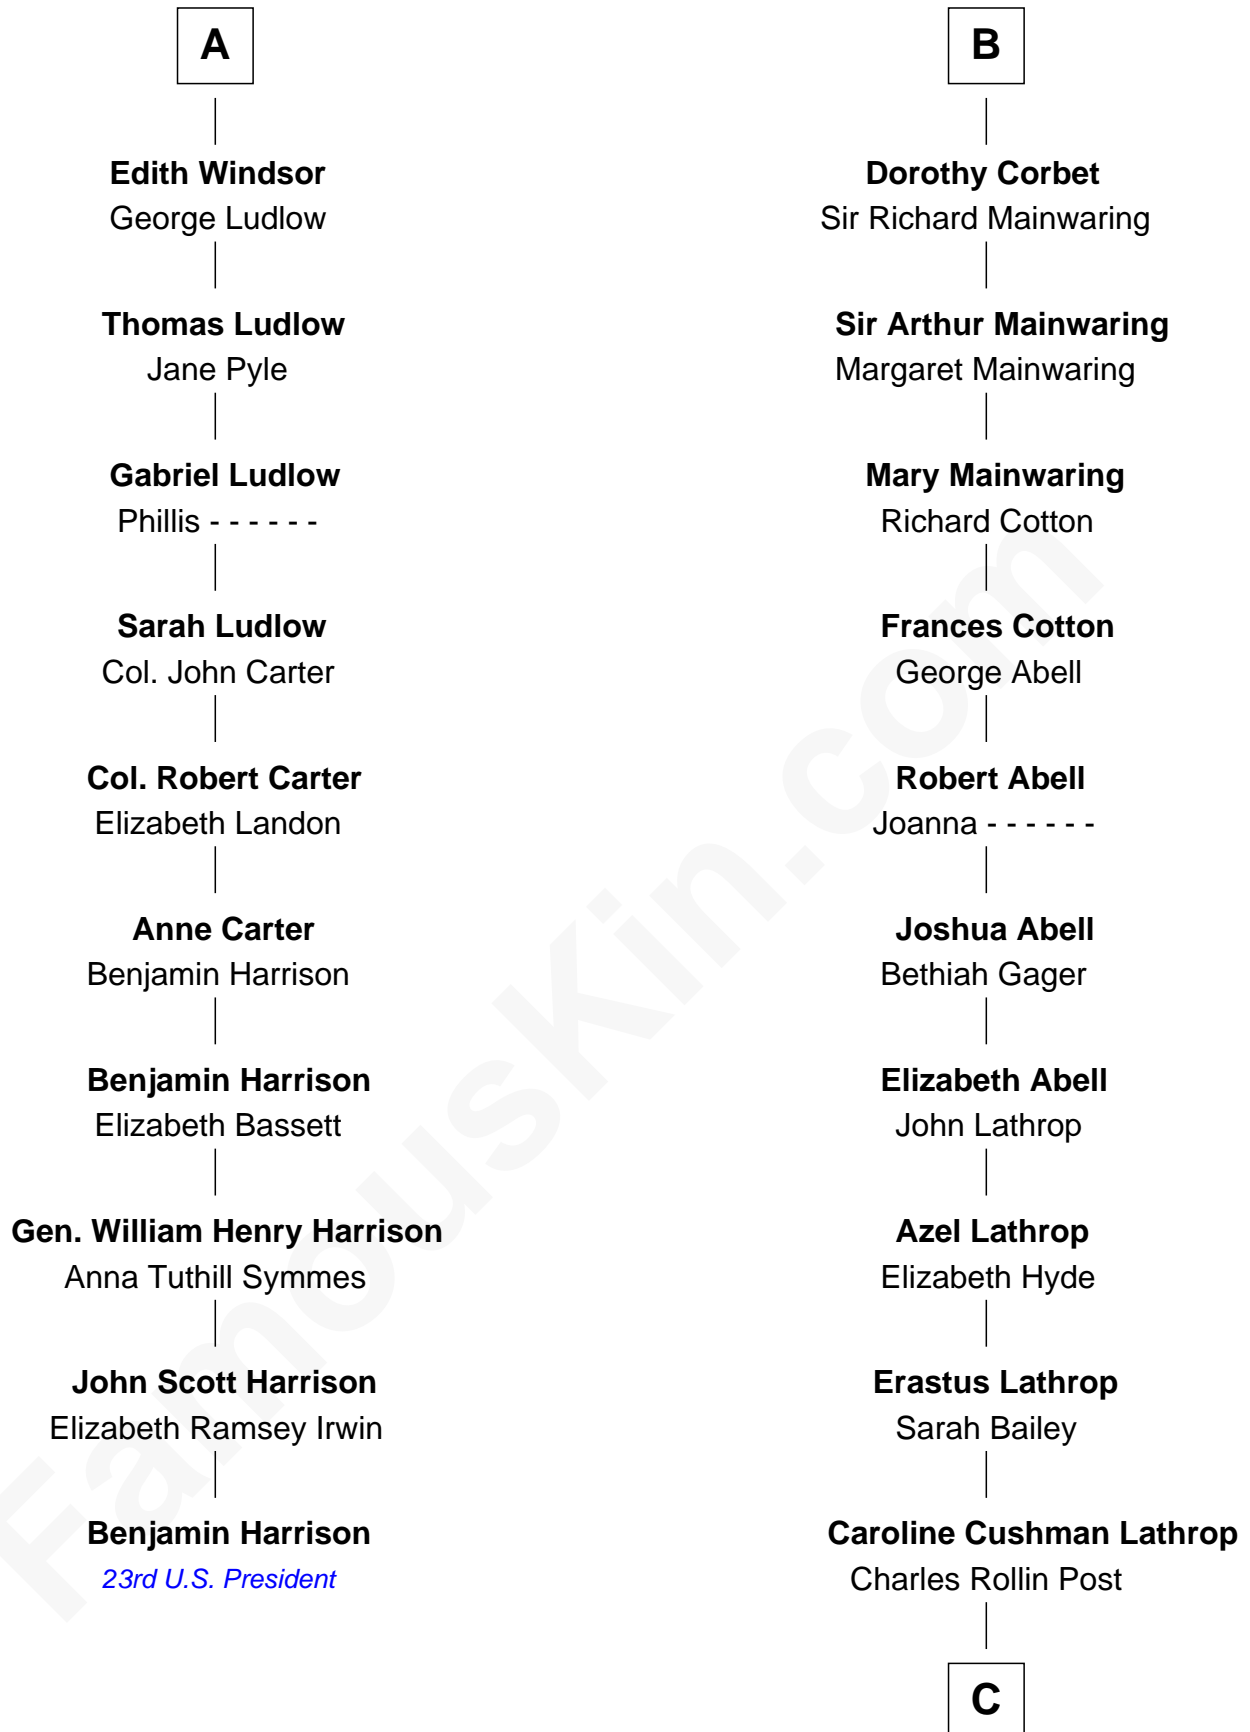 A
Edith Windsor
George Ludlow
Thomas Ludlow
Jane Pyle
Gabriel Ludlow
Phillis - - - - - -
Sarah Ludlow
Col. John Carter
Col. Robert Carter
Elizabeth Landon
Anne Carter
Benjamin Harrison
Benjamin Harrison
Elizabeth Bassett
Gen. William Henry Harrison
Anna Tuthill Symmes
John Scott Harrison
Elizabeth Ramsey Irwin
Benjamin Harrison
23rd U.S. President
B
Dorothy Corbet
Sir Richard Mainwaring
Sir Arthur Mainwaring
Margaret Mainwaring
Mary Mainwaring
Richard Cotton
Frances Cotton
George Abell
Robert Abell
Joanna - - - - - -
Joshua Abell
Bethiah Gager
Elizabeth Abell
John Lathrop
Azel Lathrop
Elizabeth Hyde
Erastus Lathrop
Sarah Bailey
Caroline Cushman Lathrop
Charles Rollin Post
C
FamousKin.com